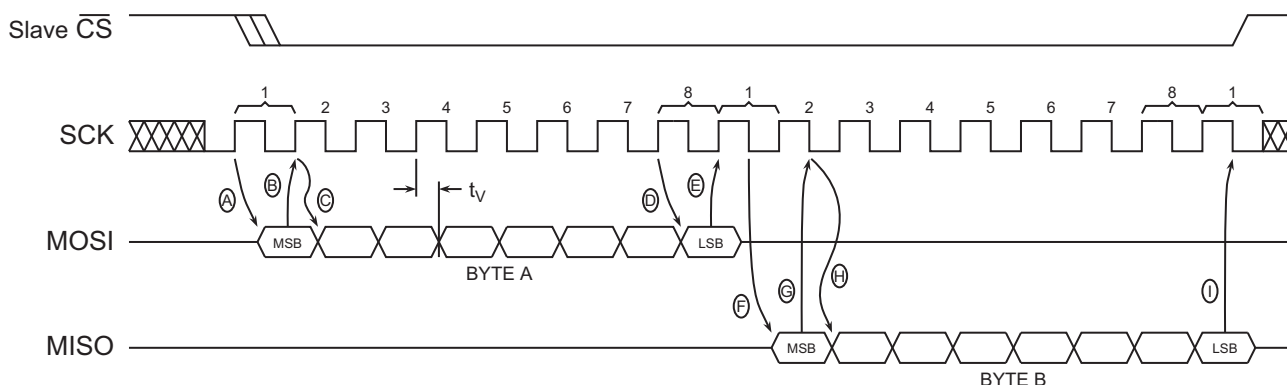 Slave CS
1 8 1 8 1
2 3 4 5 6 7 2 3 4 5 6 7
SCK
B C E
A tV D
MOSI MSB LSB
BYTE A
F G H I
MISO MSB LSB
BYTE B